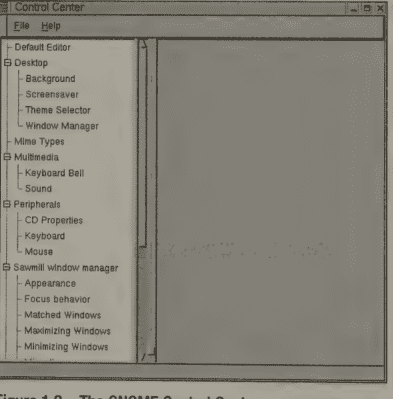 Control Center
File Help
Default Editor
Desktop
Background
Screensaver
Theme Selector
Window Manager
Mime Types
Multimedia
Keyboard Bell
Sound
Peripherals
CD Properties
Keyboard
Mouse
Sawmill window manager
Appearance
Focus behavior
Matched Windows
Maximizing Windows
Minimizing Windows
The GNOME Control